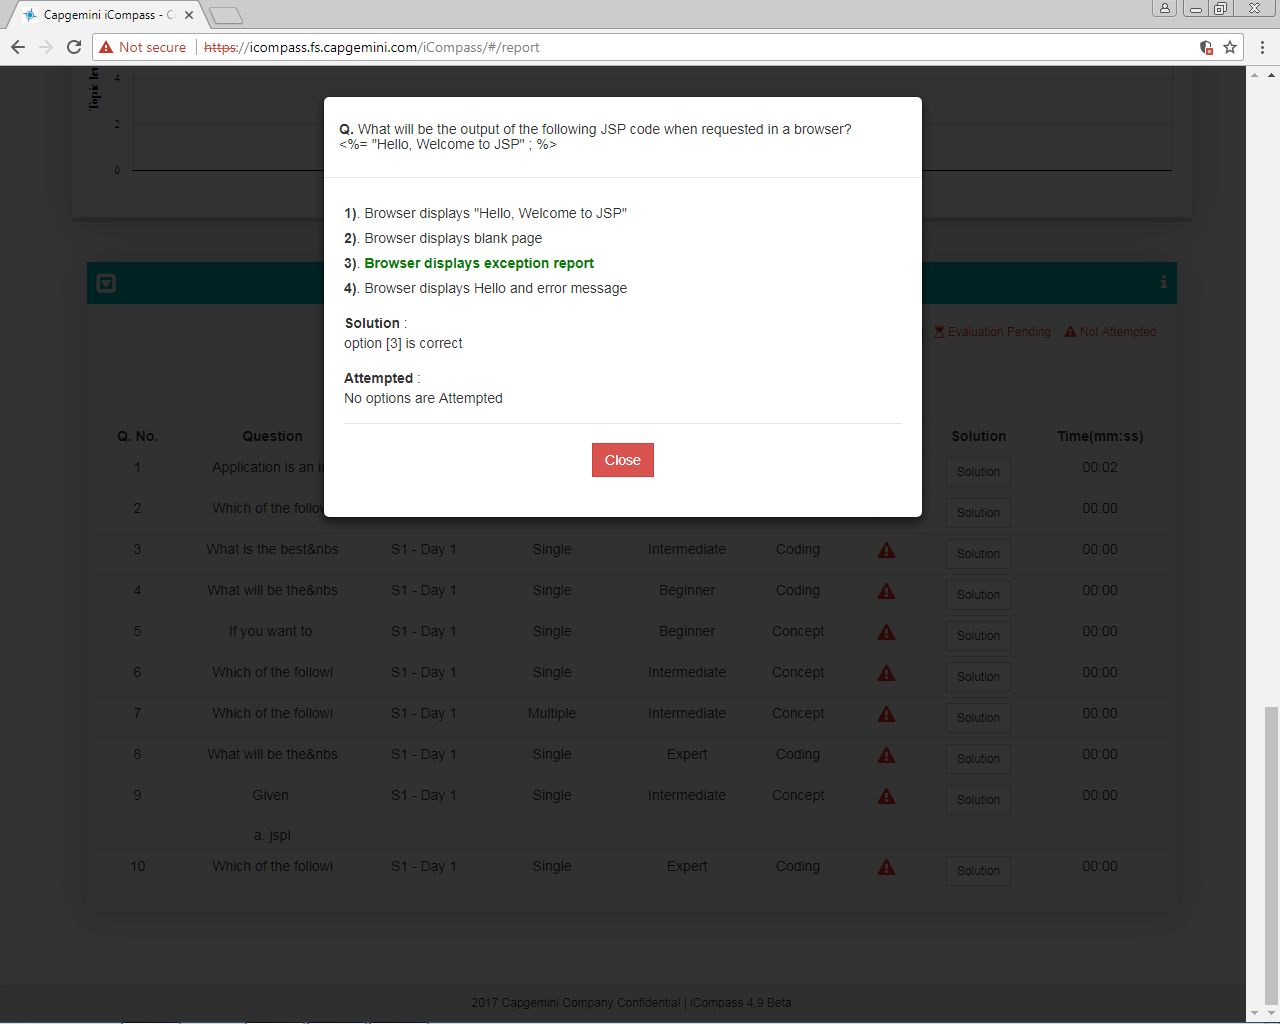 Capgemini iCompass - C
Not secure
https://icompass.fs.capgemini.com/iCompass/#/report
Topic lev
4
2
0
Q. What will be the output of the following JSP code when requested in a browser?
<%= "Hello, Welcome to JSP" ; %>
1). Browser displays "Hello, Welcome to JSP"
2). Browser displays blank page
3). Browser displays exception report
4). Browser displays Hello and error message
Solution :
option [3] is correct
Attempted :
No options are Attempted
Close
Evaluation Pending Not Attempted
Q. No. Question Solution Time(mm:ss)
1 Application is an i Solution 00:02
2 Which of the follow Solution 00:00
3 What is the best&nbs S1 - Day 1 Single Intermediate Coding Solution 00:00
4 What will be the&nbs S1 - Day 1 Single Beginner Coding Solution 00:00
5 If you want to S1 - Day 1 Single Beginner Concept Solution 00:00
6 Which of the followi S1 - Day 1 Single Intermediate Concept Solution 00:00
7 Which of the followi S1 - Day 1 Multiple Intermediate Concept Solution 00:00
8 What will be the&nbs S1 - Day 1 Single Expert Coding Solution 00:00
9 Given S1 - Day 1 Single Intermediate Concept Solution 00:00
a. jspI
10 Which of the followi S1 - Day 1 Single Expert Coding Solution 00:00
2017 Capgemini Company Confidential | iCompass 4.9 Beta